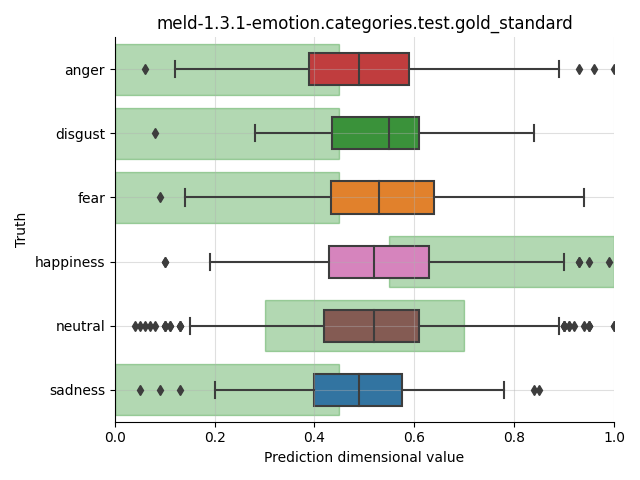 meld-1.3.1-emotion.categories.test.gold_standard
anger
disgust
fear
happiness
neutral
sadness
Truth
0.0 0.2 0.4 0.6 0.8 1.0
Prediction dimensional value